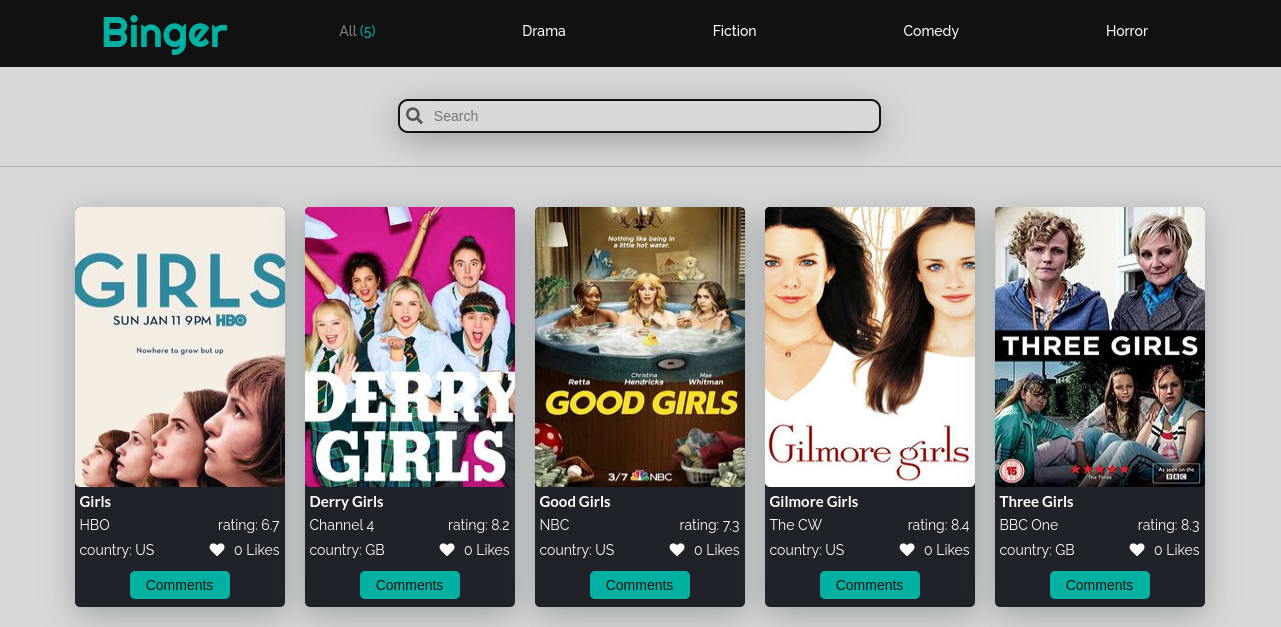 Binger
All (5)
Drama
Fiction
Comedy
Horror
Search
GIRLS
SUN JAN 11 9PM HBO
Nowhere to grow but up
Girls
HBO
rating: 6.7
country: US
0 Likes
Comments
DERRY
GIRLS
Derry Girls
Channel 4
rating: 8.2
country: GB
0 Likes
Comments
Nothing like being in
a little hot water.
Retta
Christina
Hendricks
Mae
Whitman
GOOD GIRLS
3/7 NBC
Good Girls
NBC
rating: 7.3
country: US
0 Likes
Comments
Gilmore girls
Gilmore Girls
The CW
rating: 8.4
country: US
0 Likes
Comments
THREE GIRLS
15
The Times
As seen on the
BBC
Three Girls
BBC One
rating: 8.3
country: GB
0 Likes
Comments